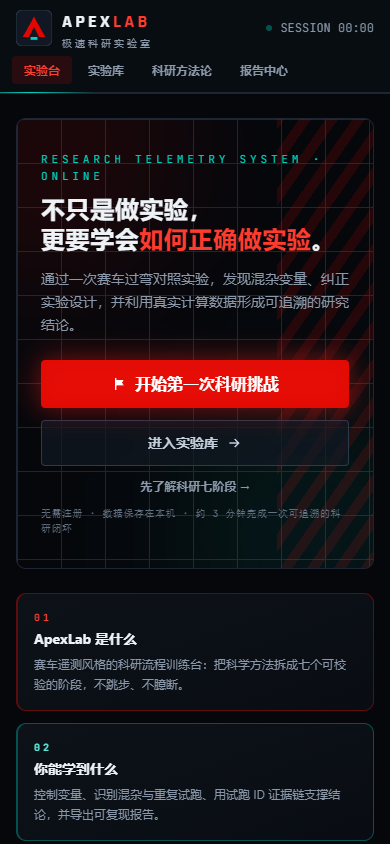 APEXLAB
极速科研实验室
SESSION 00:00
实验台 实验库 科研方法论 报告中心
RESEARCH TELEMETRY SYSTEM ·
ONLINE
不只是做实验，
更要学会如何正确做实验。
通过一次赛车过弯对照实验，发现混杂变量、纠正
实验设计，并利用真实计算数据形成可追溯的研究
结论。
开始第一次科研挑战
进入实验库 →
先了解科研七阶段 →
无需注册 · 数据保存在本机 · 约 3 分钟完成一次可追溯的科
研闭环
01
ApexLab 是什么
赛车遥测风格的科研流程训练台：把科学方法拆成七个可校
验的阶段，不跳步、不臆断。
02
你能学到什么
控制变量、识别混杂与重复试跑、用试跑 ID 证据链支撑结
论，并导出可复现报告。